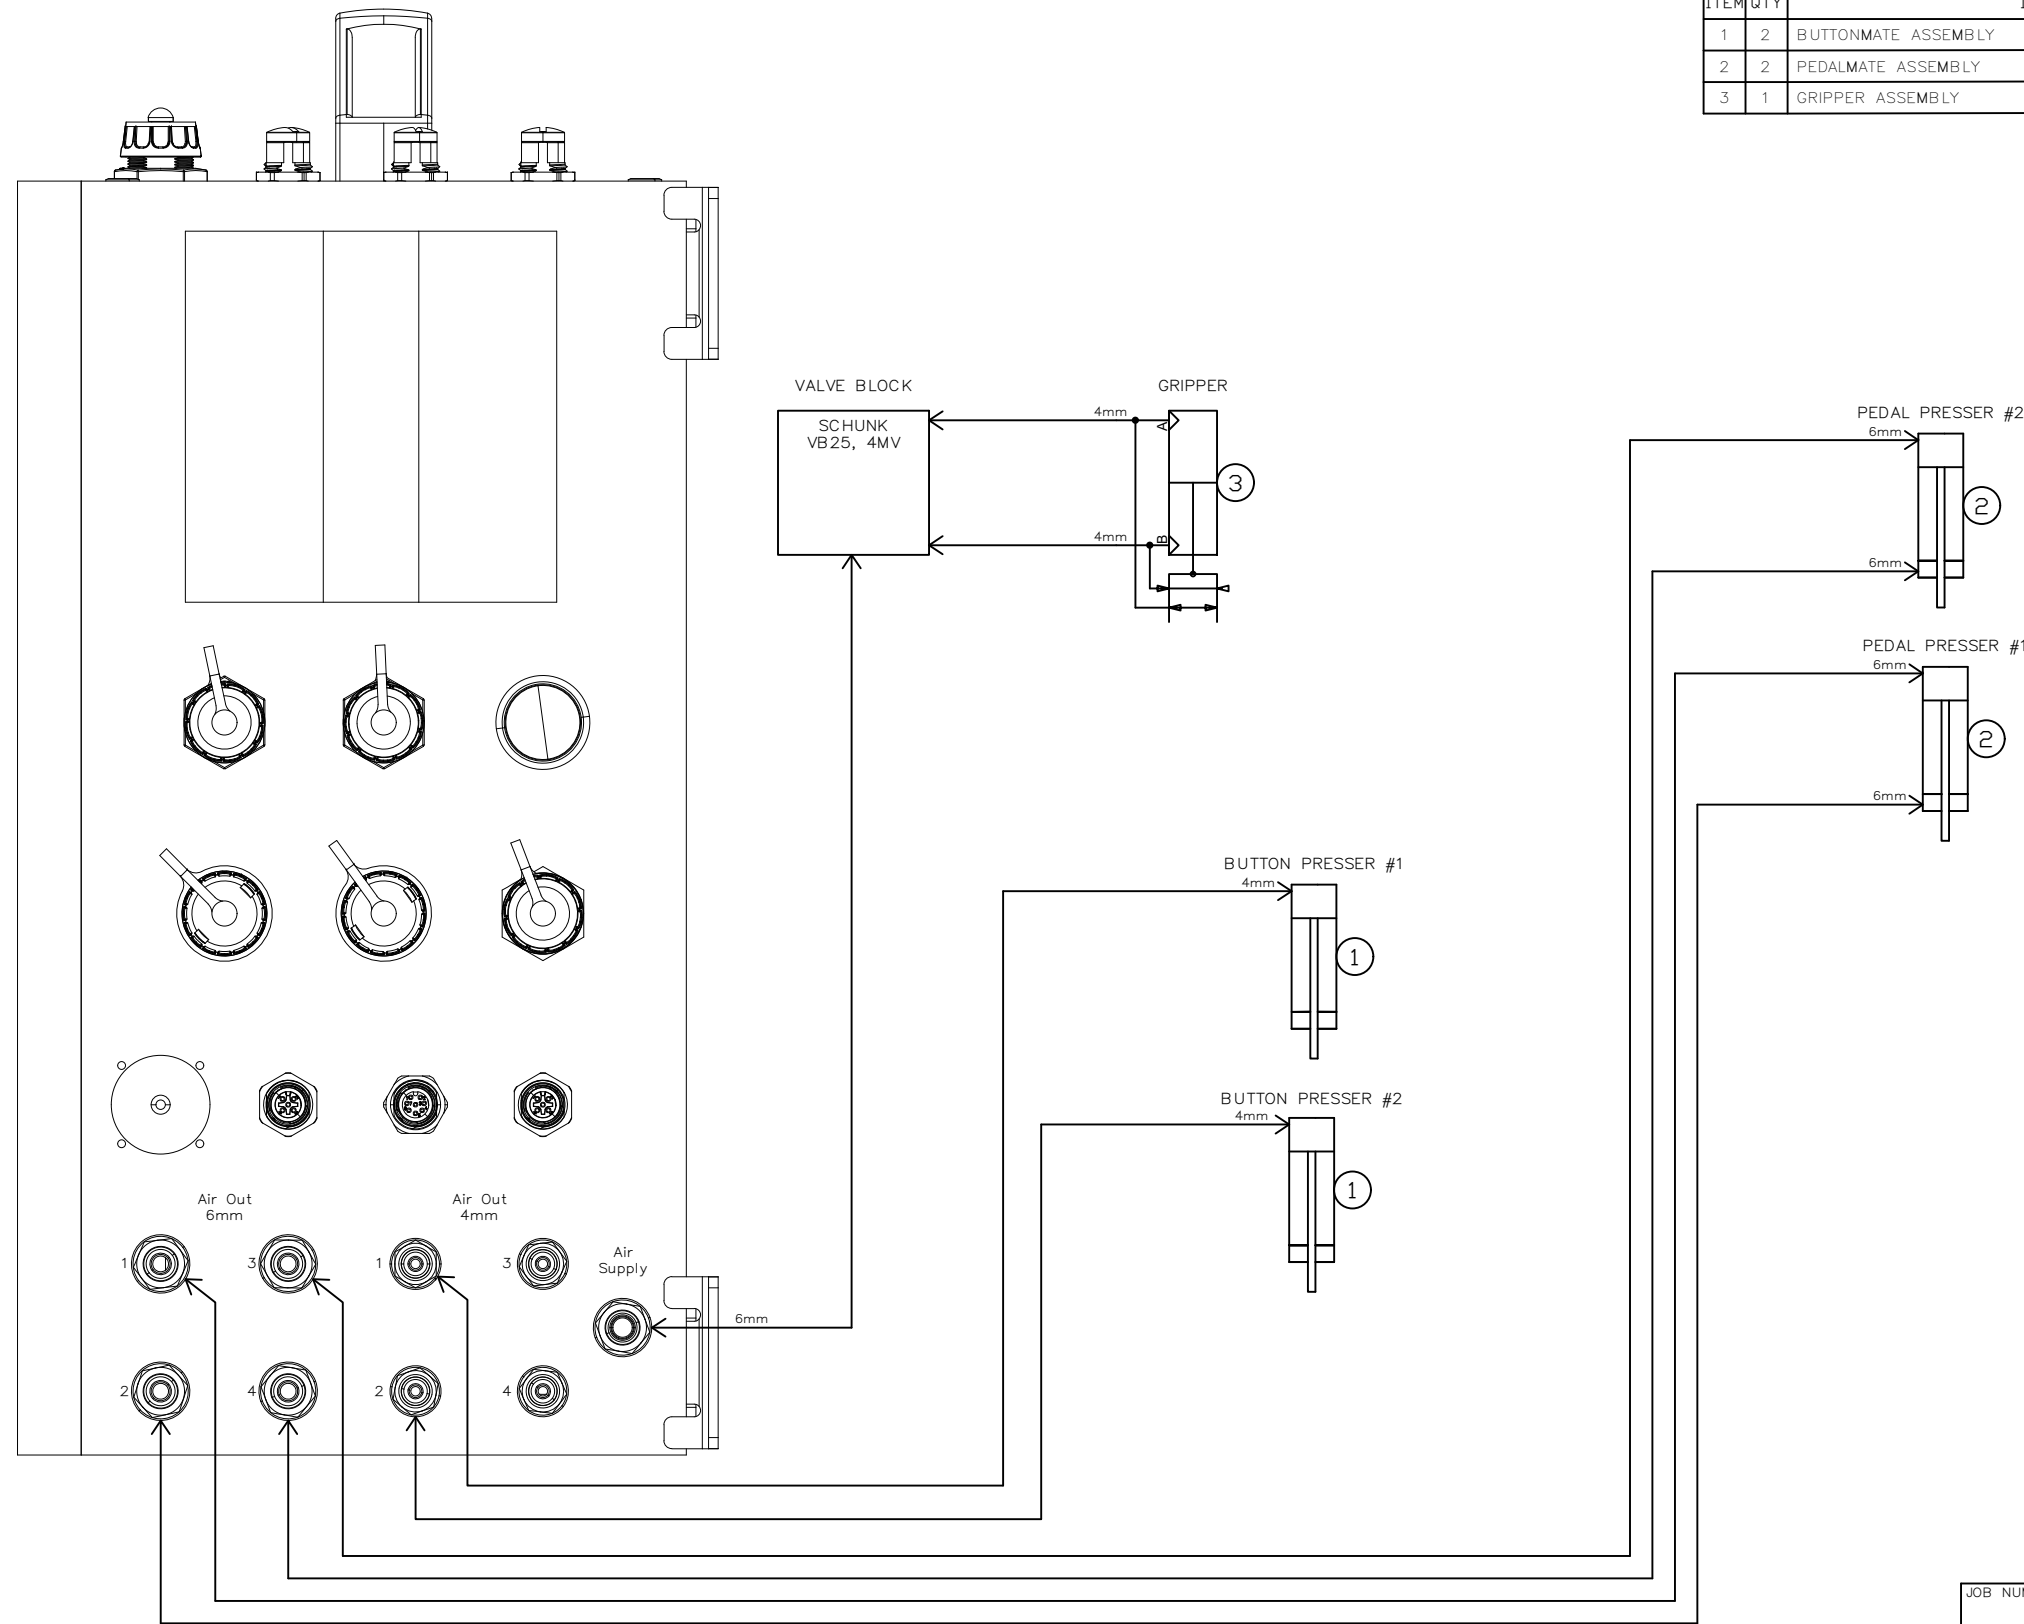 ITEM QTY
1 2 BUTTONMATE ASSEMBLY
2 2 PEDALMATE ASSEMBLY
3 1 GRIPPER ASSEMBLY
VALVE BLOCK
SCHUNK
VB25, 4MV
GRIPPER
4mm
A
4mm
B
3
PEDAL PRESSER #2
6mm
2
6mm
PEDAL PRESSER #1
6mm
2
6mm
BUTTON PRESSER #1
4mm
1
BUTTON PRESSER #2
4mm
1
Air Out
6mm
Air Out
4mm
1
3
1
3
Air
Supply
6mm
2
4
2
4
JOB